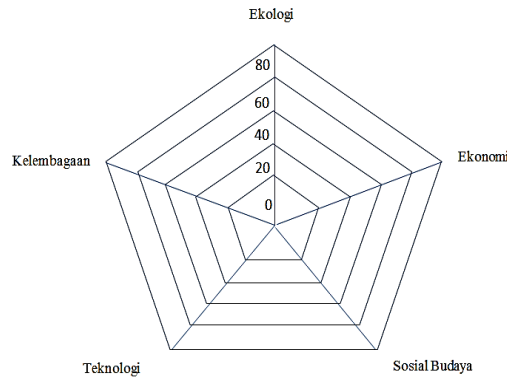 Ekologi
80
60
Kelembagaan
Ekonomi
40
20
0
Teknologi
Sosial Budaya